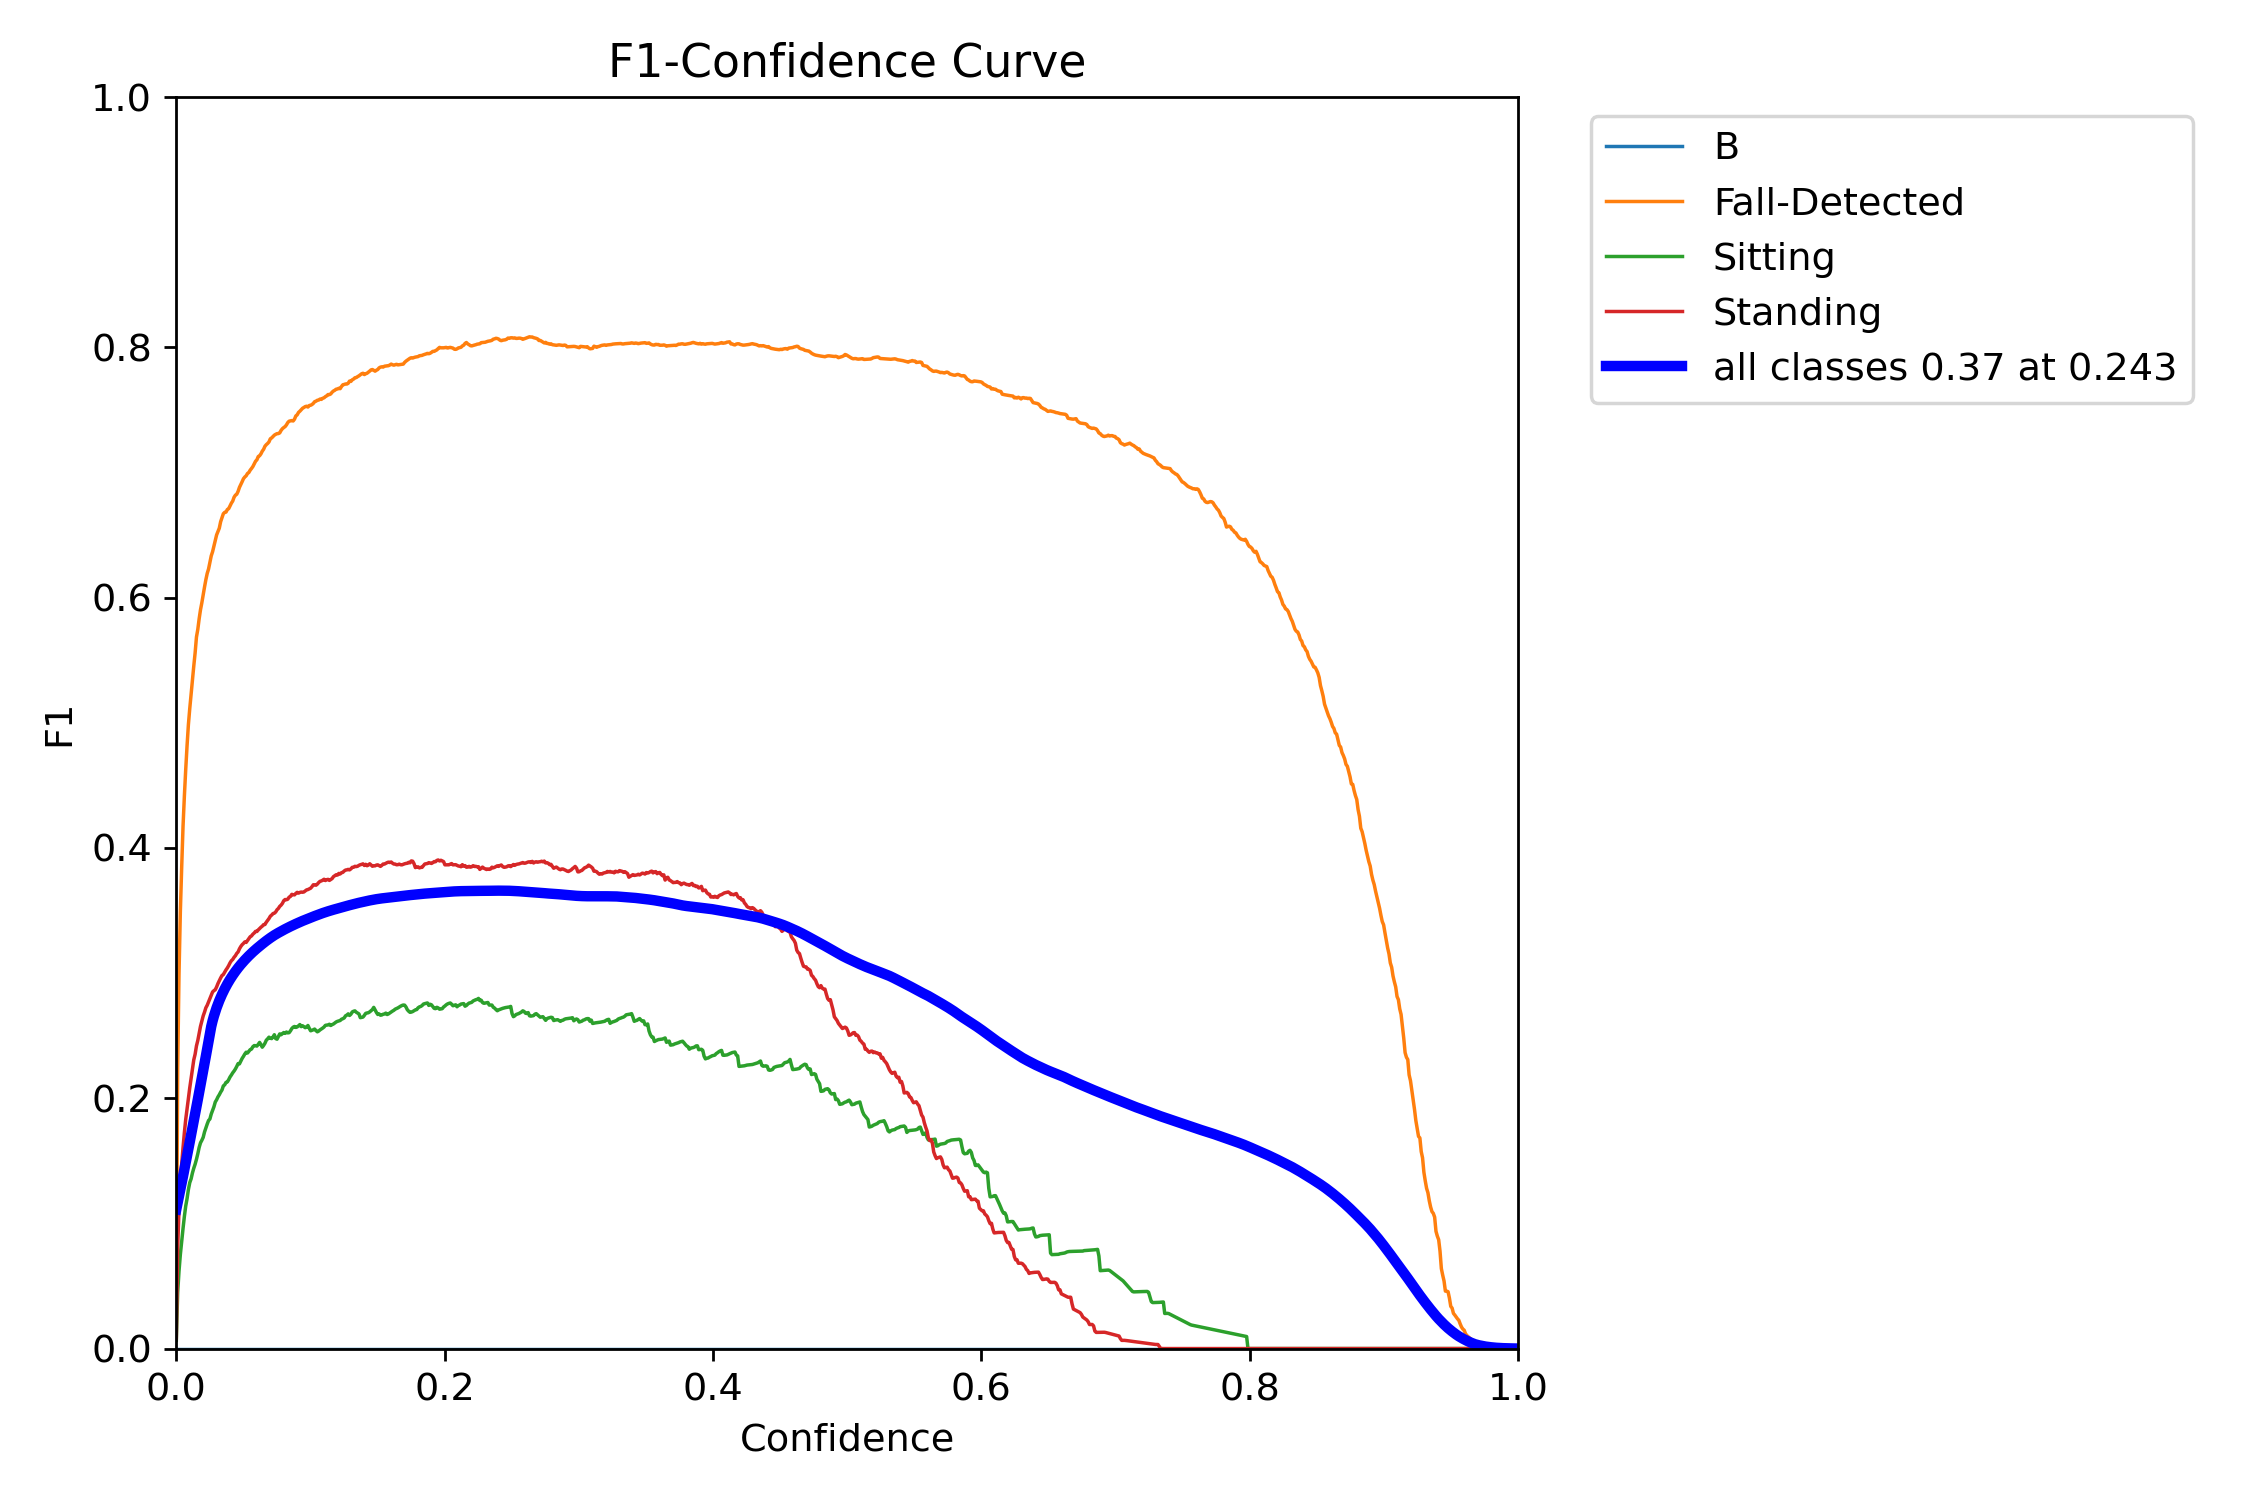 F1-Confidence Curve
1.0
0.8
0.6
0.4
0.2
0.0
F1
0.0 0.2 0.4 0.6 0.8 1.0
Confidence
B
Fall-Detected
Sitting
Standing
all classes 0.37 at 0.243